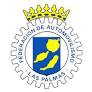 FEDERACION DE AUTOMOVILISMO
LAS PALMAS